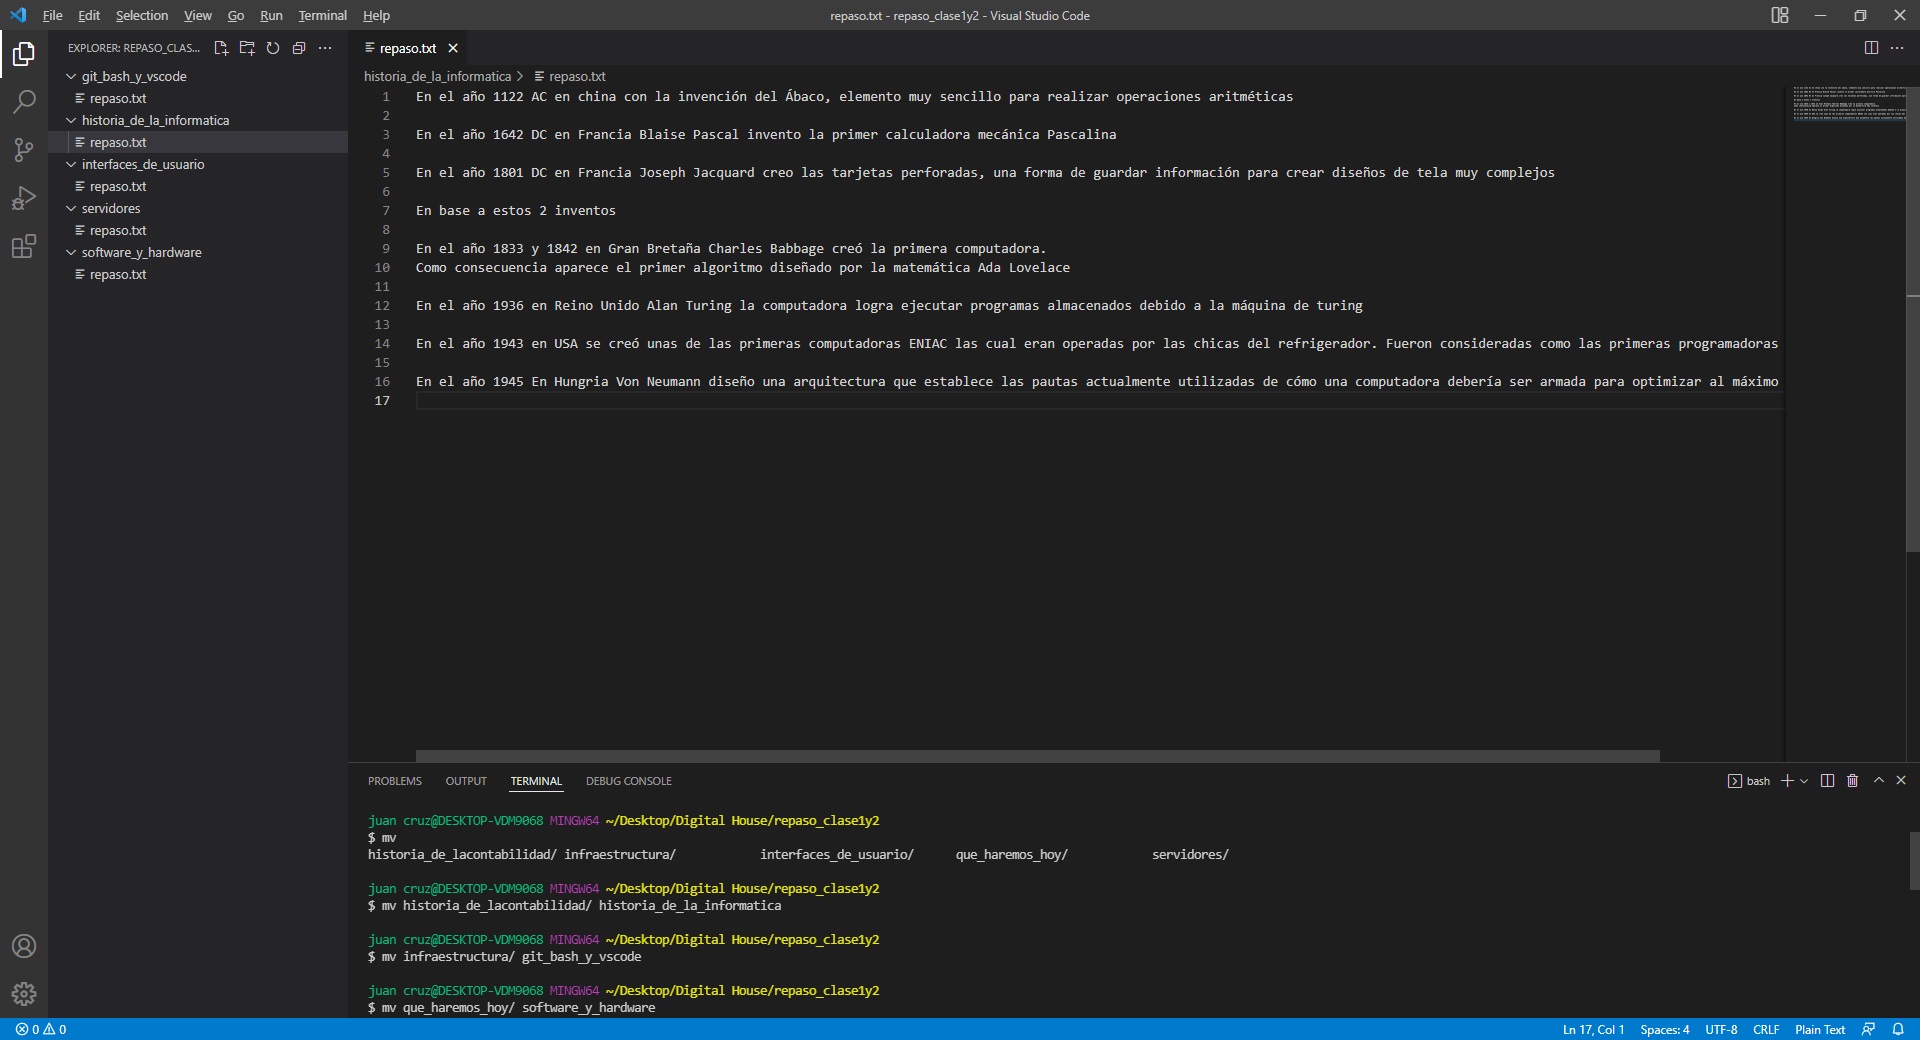 File Edit Selection View Go Run Terminal Help
repaso.txt - repaso_clase1y2 - Visual Studio Code
EXPLORER: REPASO_CLAS...
git_bash_y_vscode
repaso.txt
historia_de_la_informatica
repaso.txt
interfaces_de_usuario
repaso.txt
servidores
repaso.txt
software_y_hardware
repaso.txt
repaso.txt
historia_de_la_informatica > repaso.txt
1 En el año 1122 AC en china con la invención del Ábaco, elemento muy sencillo para realizar operaciones aritméticas
2
3 En el año 1642 DC en Francia Blaise Pascal invento la primer calculadora mecánica Pascalina
4
5 En el año 1801 DC en Francia Joseph Jacquard creo las tarjetas perforadas, una forma de guardar información para crear diseños de tela muy complejos
6
7 En base a estos 2 inventos
8
9 En el año 1833 y 1842 en Gran Bretaña Charles Babbage creó la primera computadora.
10 Como consecuencia aparece el primer algoritmo diseñado por la matemática Ada Lovelace
11
12 En el año 1936 en Reino Unido Alan Turing la computadora logra ejecutar programas almacenados debido a la máquina de turing
13
14 En el año 1943 en USA se creó unas de las primeras computadoras ENIAC las cual eran operadas por las chicas del refrigerador. Fueron consideradas como las primeras programadoras
15
16 En el año 1945 En Hungria Von Neumann diseño una arquitectura que establece las pautas actualmente utilizadas de cómo una computadora debería ser armada para optimizar al máximo
17
PROBLEMS OUTPUT TERMINAL DEBUG CONSOLE
bash
juan cruz@DESKTOP-VDM9068 MINGW64 ~/Desktop/Digital House/repaso_clase1y2
$ mv
historia_de_lacontabilidad/ infraestructura/ interfaces_de_usuario/ que_haremos_hoy/ servidores/
juan cruz@DESKTOP-VDM9068 MINGW64 ~/Desktop/Digital House/repaso_clase1y2
$ mv historia_de_lacontabilidad/ historia_de_la_informatica
juan cruz@DESKTOP-VDM9068 MINGW64 ~/Desktop/Digital House/repaso_clase1y2
$ mv infraestructura/ git_bash_y_vscode
juan cruz@DESKTOP-VDM9068 MINGW64 ~/Desktop/Digital House/repaso_clase1y2
$ mv que_haremos_hoy/ software_y_hardware
0 0
Ln 17, Col 1 Spaces: 4 UTF-8 CRLF Plain Text